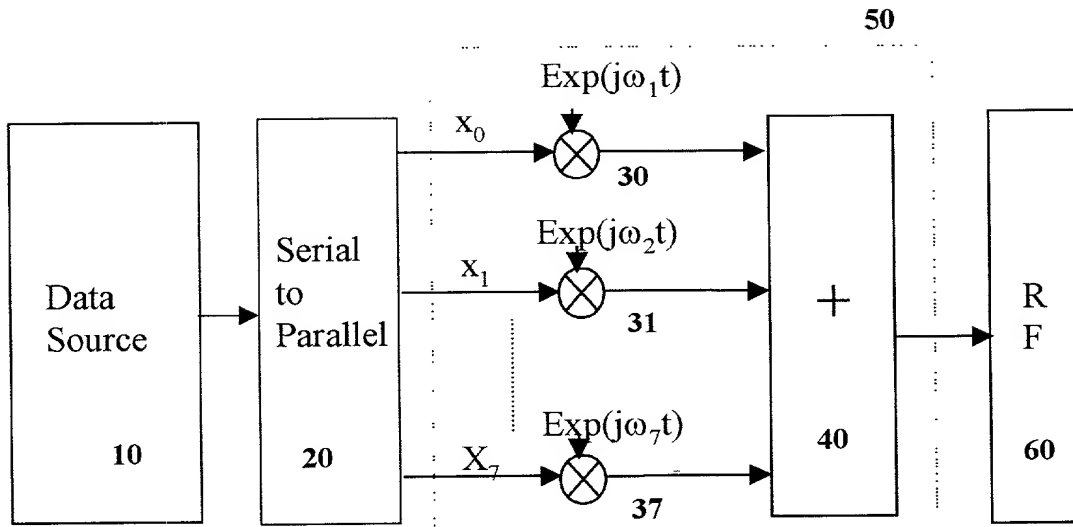 50
Exp(jω₁t)
x₀
30
Exp(jω₂t)
x₁
31
Exp(jω₇t)
X₇
37
Data
Source
10
Serial
to
Parallel
20
+
40
R
F
60